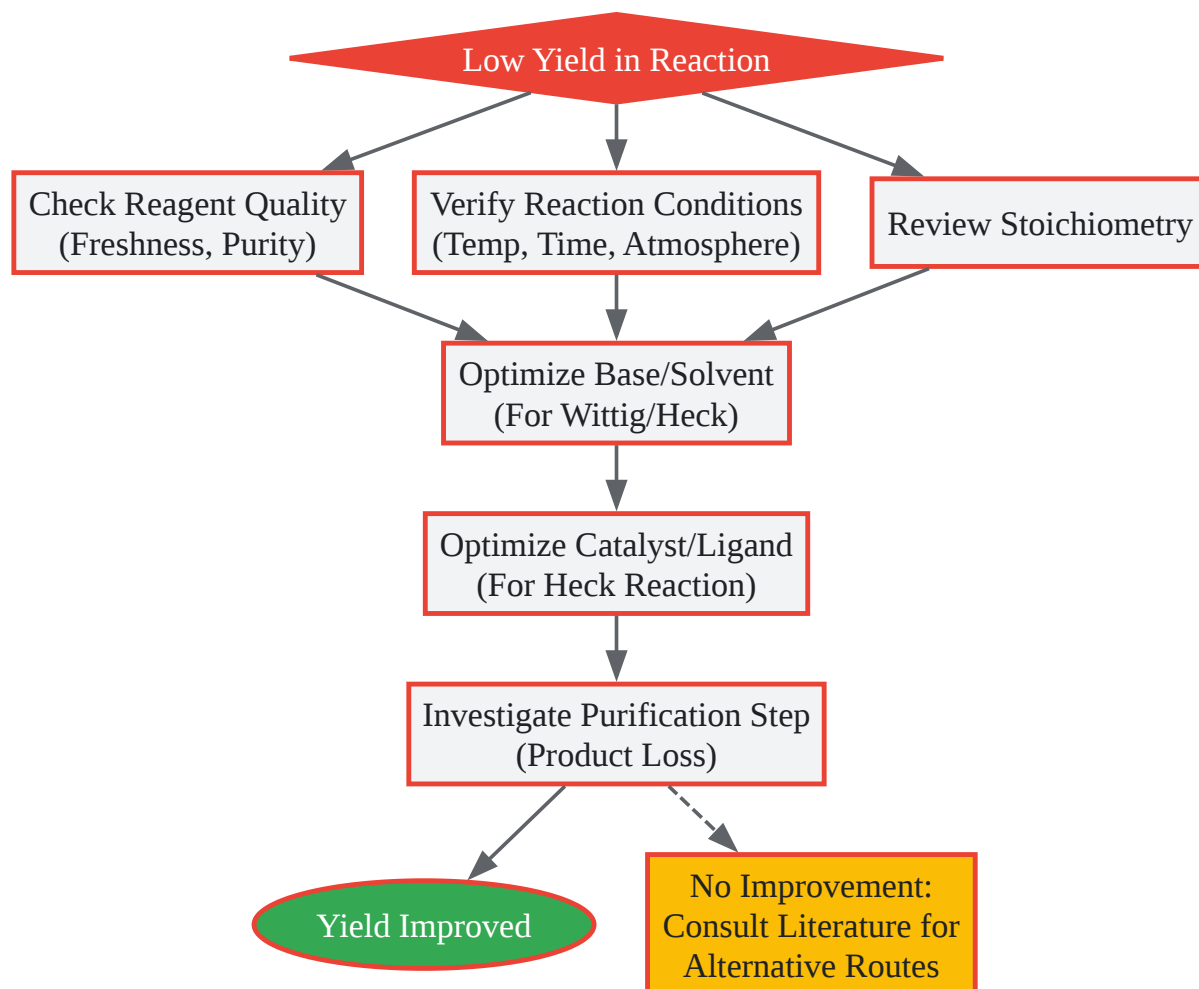 Low Yield in Reaction
Check Reagent Quality
(Freshness, Purity)
Verify Reaction Conditions
(Temp, Time, Atmosphere)
Review Stoichiometry
Optimize Base/Solvent
(For Wittig/Heck)
Optimize Catalyst/Ligand
(For Heck Reaction)
Investigate Purification Step
(Product Loss)
Yield Improved
No Improvement:
Consult Literature for
Alternative Routes